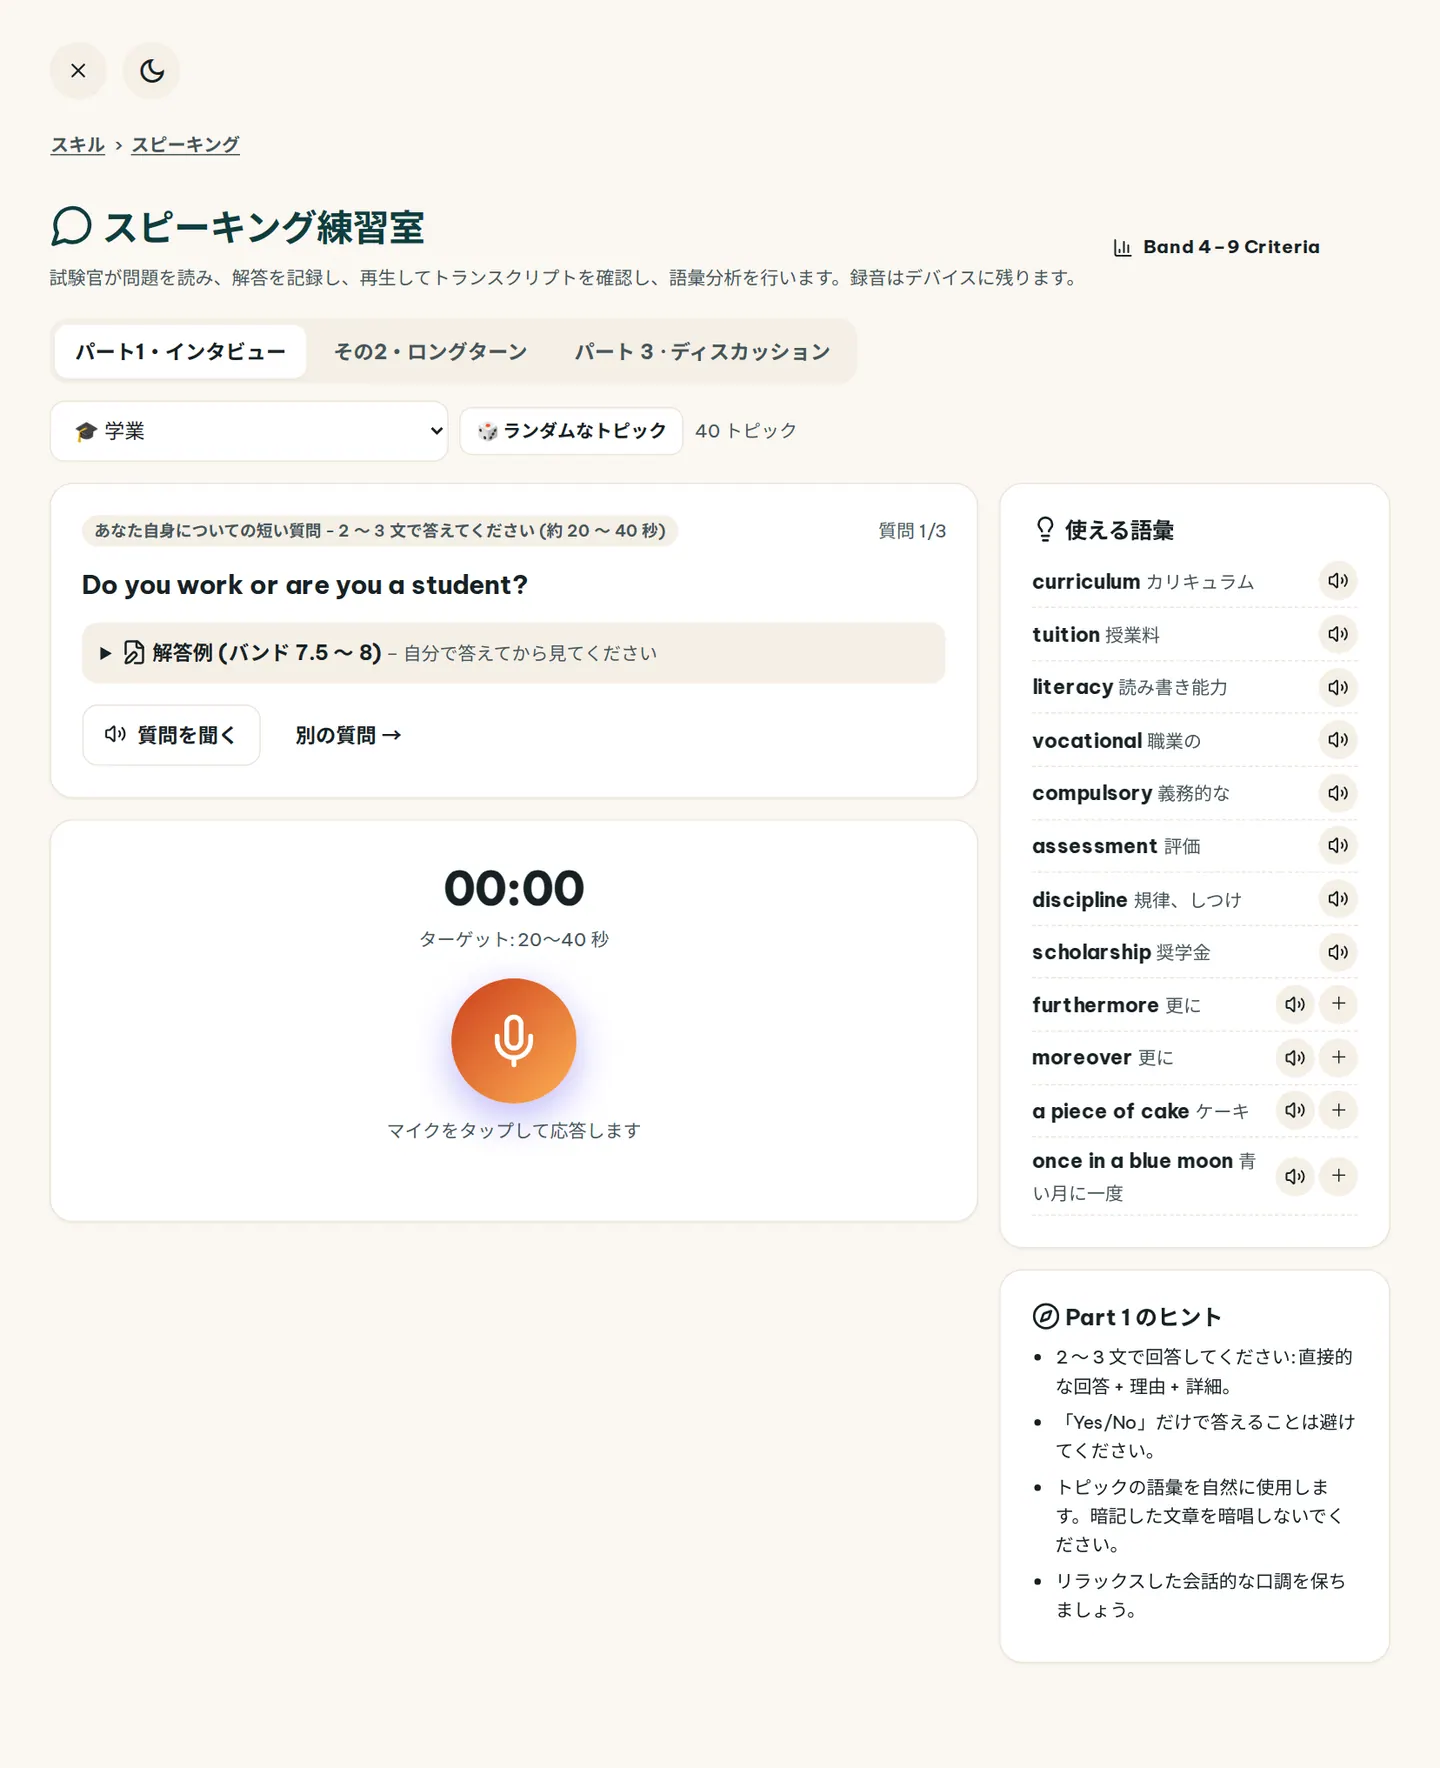 スキル › スピーキング
スピーキング練習室
試験官が問題を読み、解答を記録し、再生してトランスクリプトを確認し、語彙分析を行います。録音はデバイスに残ります。
Band 4–9 Criteria
パート1・インタビュー
その2・ロングターン
パート 3 · ディスカッション
学業
ランダムなトピック
40 トピック
あなた自身についての短い質問 - 2 〜 3 文で答えてください (約 20 〜 40 秒)
質問 1/3
Do you work or are you a student?
解答例 (バンド 7.5 〜 8) – 自分で答えてから見てください
質問を聞く
別の質問 →
00:00
ターゲット: 20〜40 秒
マイクをタップして応答します
使える語彙
curriculum カリキュラム
tuition 授業料
literacy 読み書き能力
vocational 職業の
compulsory 義務的な
assessment 評価
discipline 規律、しつけ
scholarship 奨学金
furthermore 更に
moreover 更に
a piece of cake ケーキ
once in a blue moon 青
い月に一度
Part 1 のヒント
• 2 〜 3 文で回答してください: 直接的
な回答 + 理由 + 詳細。
• 「Yes/No」だけで答えることは避け
てください。
• トピックの語彙を自然に使用しま
す。暗記した文章を暗唱しないでく
ださい。
• リラックスした会話的な口調を保ち
ましょう。